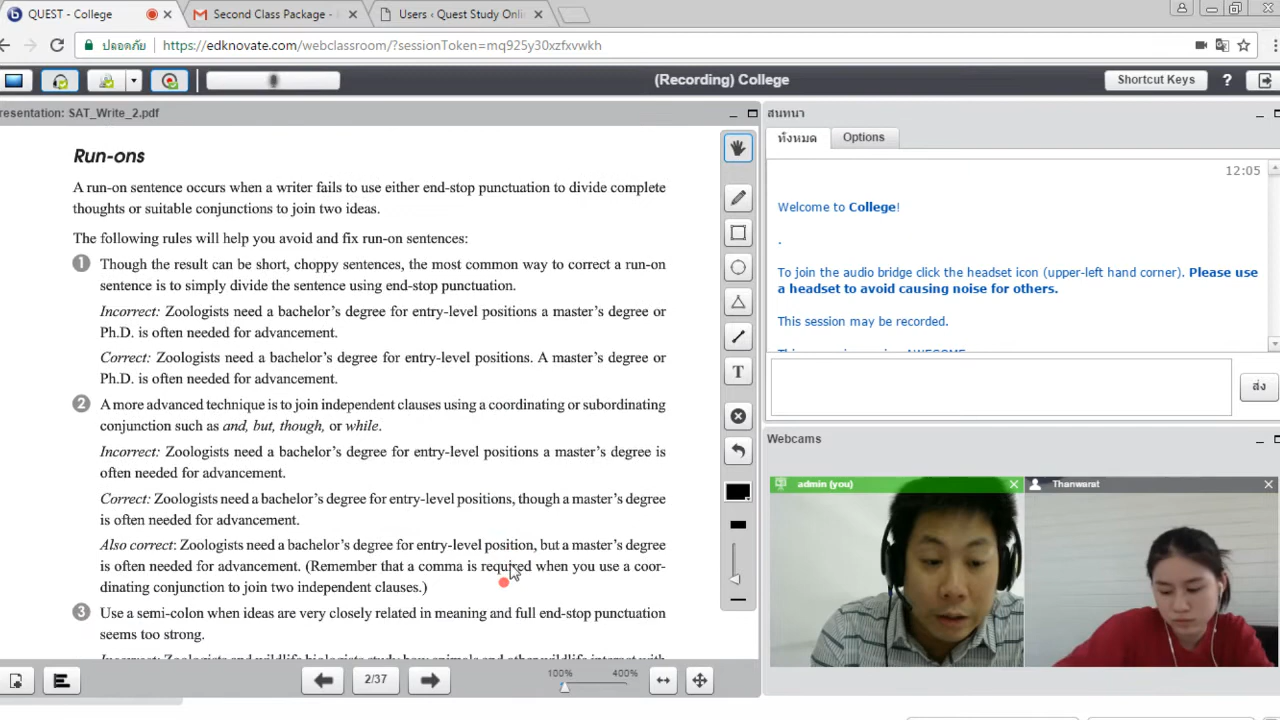 QUEST - College
Second Class Package -
Users ‹ Quest Study Onli
ปลอดภัย
https://edknovate.com/webclassroom/?sessionToken=mq925y30xzfxvwkh
(Recording) College
Shortcut Keys
?
resentation: SAT_Write_2.pdf
Run-ons
A run-on sentence occurs when a writer fails to use either end-stop punctuation to divide complete
thoughts or suitable conjunctions to join two ideas.
The following rules will help you avoid and fix run-on sentences:
1 Though the result can be short, choppy sentences, the most common way to correct a run-on
sentence is to simply divide the sentence using end-stop punctuation.
Incorrect: Zoologists need a bachelor's degree for entry-level positions a master's degree or
Ph.D. is often needed for advancement.
Correct: Zoologists need a bachelor's degree for entry-level positions. A master's degree or
Ph.D. is often needed for advancement.
2 A more advanced technique is to join independent clauses using a coordinating or subordinating
conjunction such as and, but, though, or while.
Incorrect: Zoologists need a bachelor's degree for entry-level positions a master's degree is
often needed for advancement.
Correct: Zoologists need a bachelor's degree for entry-level positions, though a master's degree
is often needed for advancement.
Also correct: Zoologists need a bachelor's degree for entry-level position, but a master's degree
is often needed for advancement. (Remember that a comma is required when you use a coor-
dinating conjunction to join two independent clauses.)
3 Use a semi-colon when ideas are very closely related in meaning and full end-stop punctuation
seems too strong.
Incorrect: Zoologists and wildlife biologists study how animals and other wildlife interact with
T
2/37
100%
400%
สนทนา
ทั้งหมด
Options
12:05
Welcome to College!
.
To join the audio bridge click the headset icon (upper-left hand corner). Please use
a headset to avoid causing noise for others.
This session may be recorded.
ส่ง
Webcams
admin (you)
Thanwarat